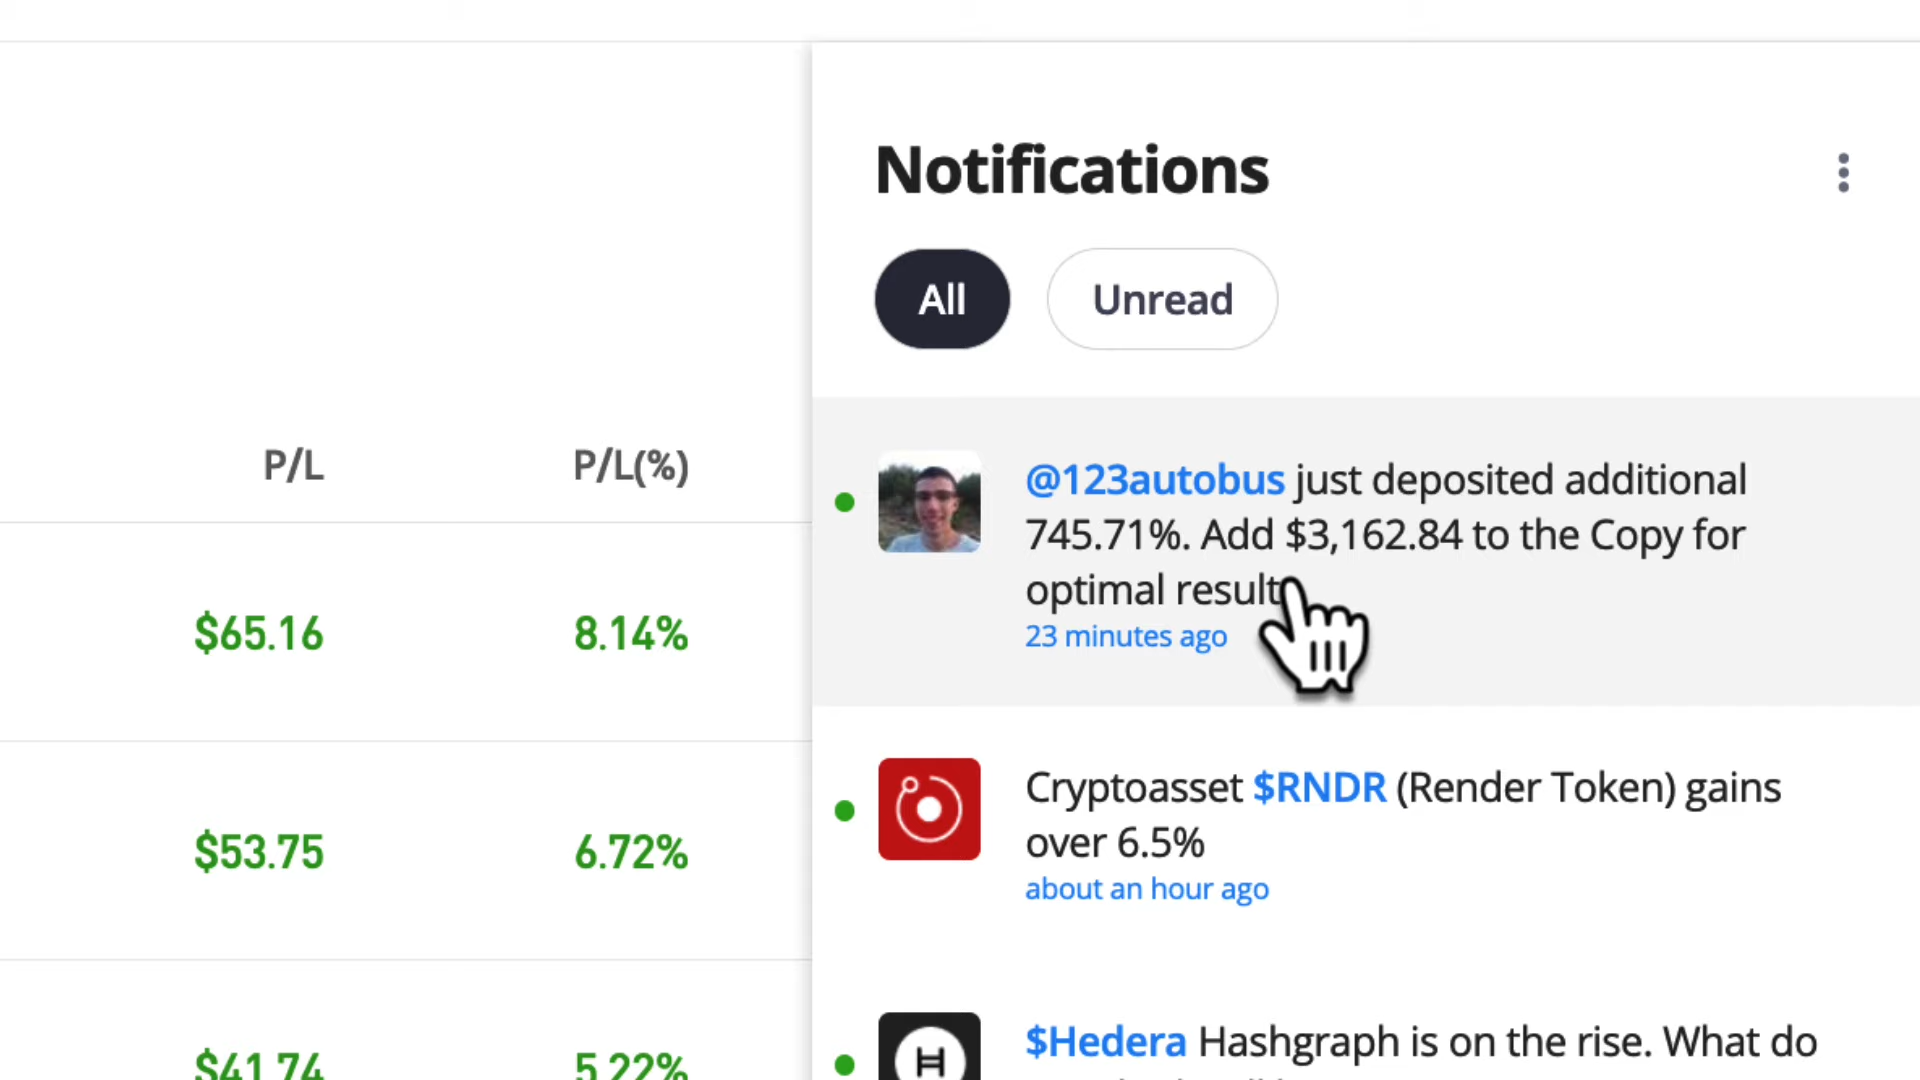 Notifications
All
Unread
P/L
P/L(%)
@123autobus just deposited additional
745.71%. Add $3,162.84 to the Copy for
optimal result
23 minutes ago
$65.16
8.14%
Cryptoasset $RNDR (Render Token) gains
over 6.5%
about an hour ago
$53.75
6.72%
$Hedera Hashgraph is on the rise. What do
$41.74
5.22%